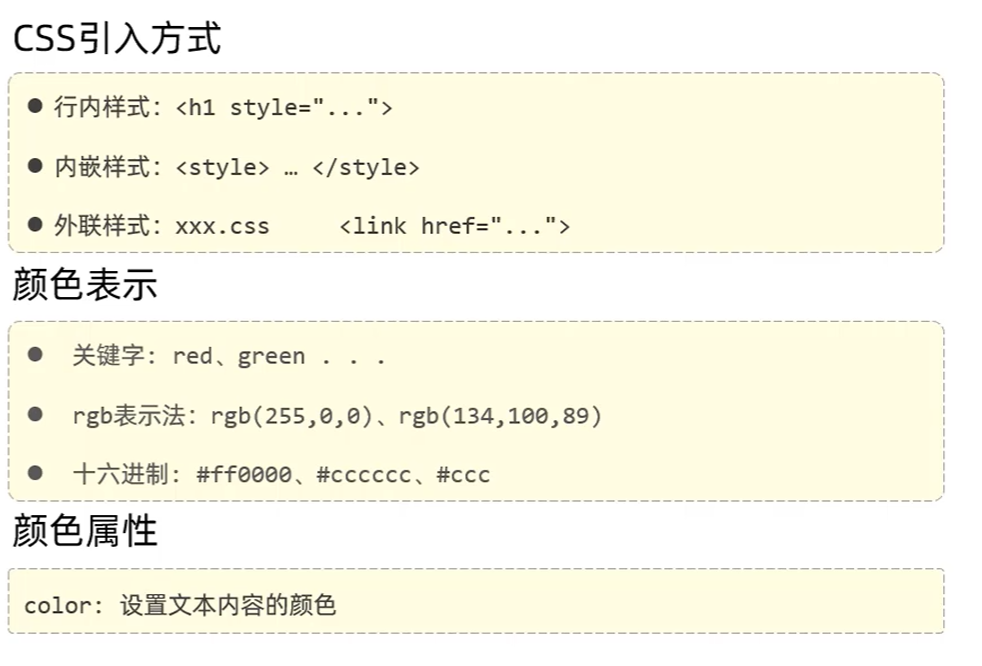 CSS引入方式
● 行内样式：<h1 style="...">
● 内嵌样式：<style> … </style>
● 外联样式：xxx.css <link href="...">
颜色表示
● 关键字：red、green . . .
● rgb表示法：rgb(255,0,0)、rgb(134,100,89)
● 十六进制：#ff0000、#cccccc、#ccc
颜色属性
color: 设置文本内容的颜色